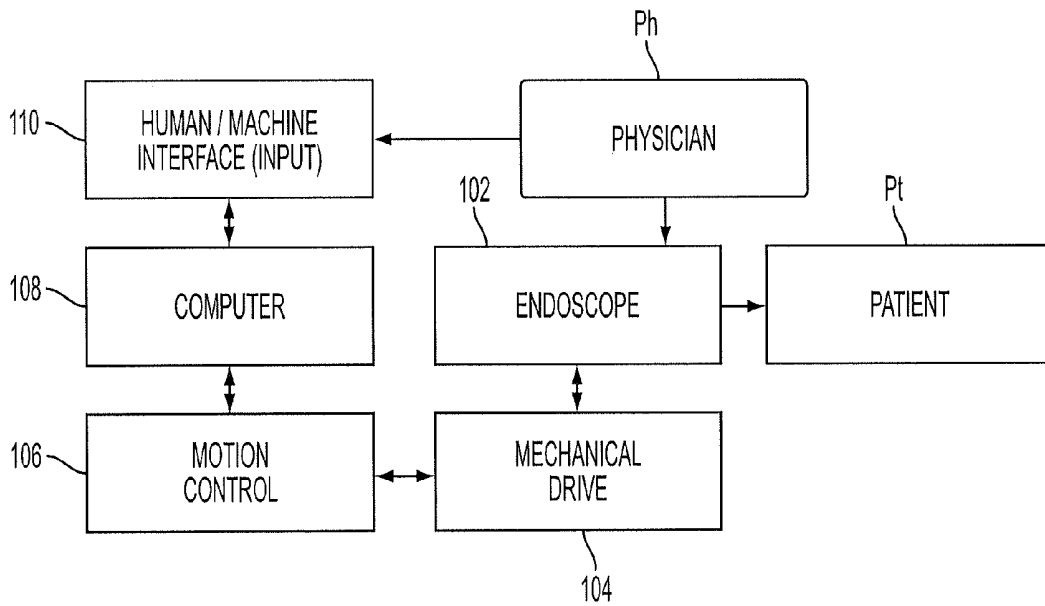 Ph
110
HUMAN / MACHINE
INTERFACE (INPUT)
PHYSICIAN
102
Pt
108
COMPUTER
ENDOSCOPE
PATIENT
106
MOTION
CONTROL
MECHANICAL
DRIVE
104